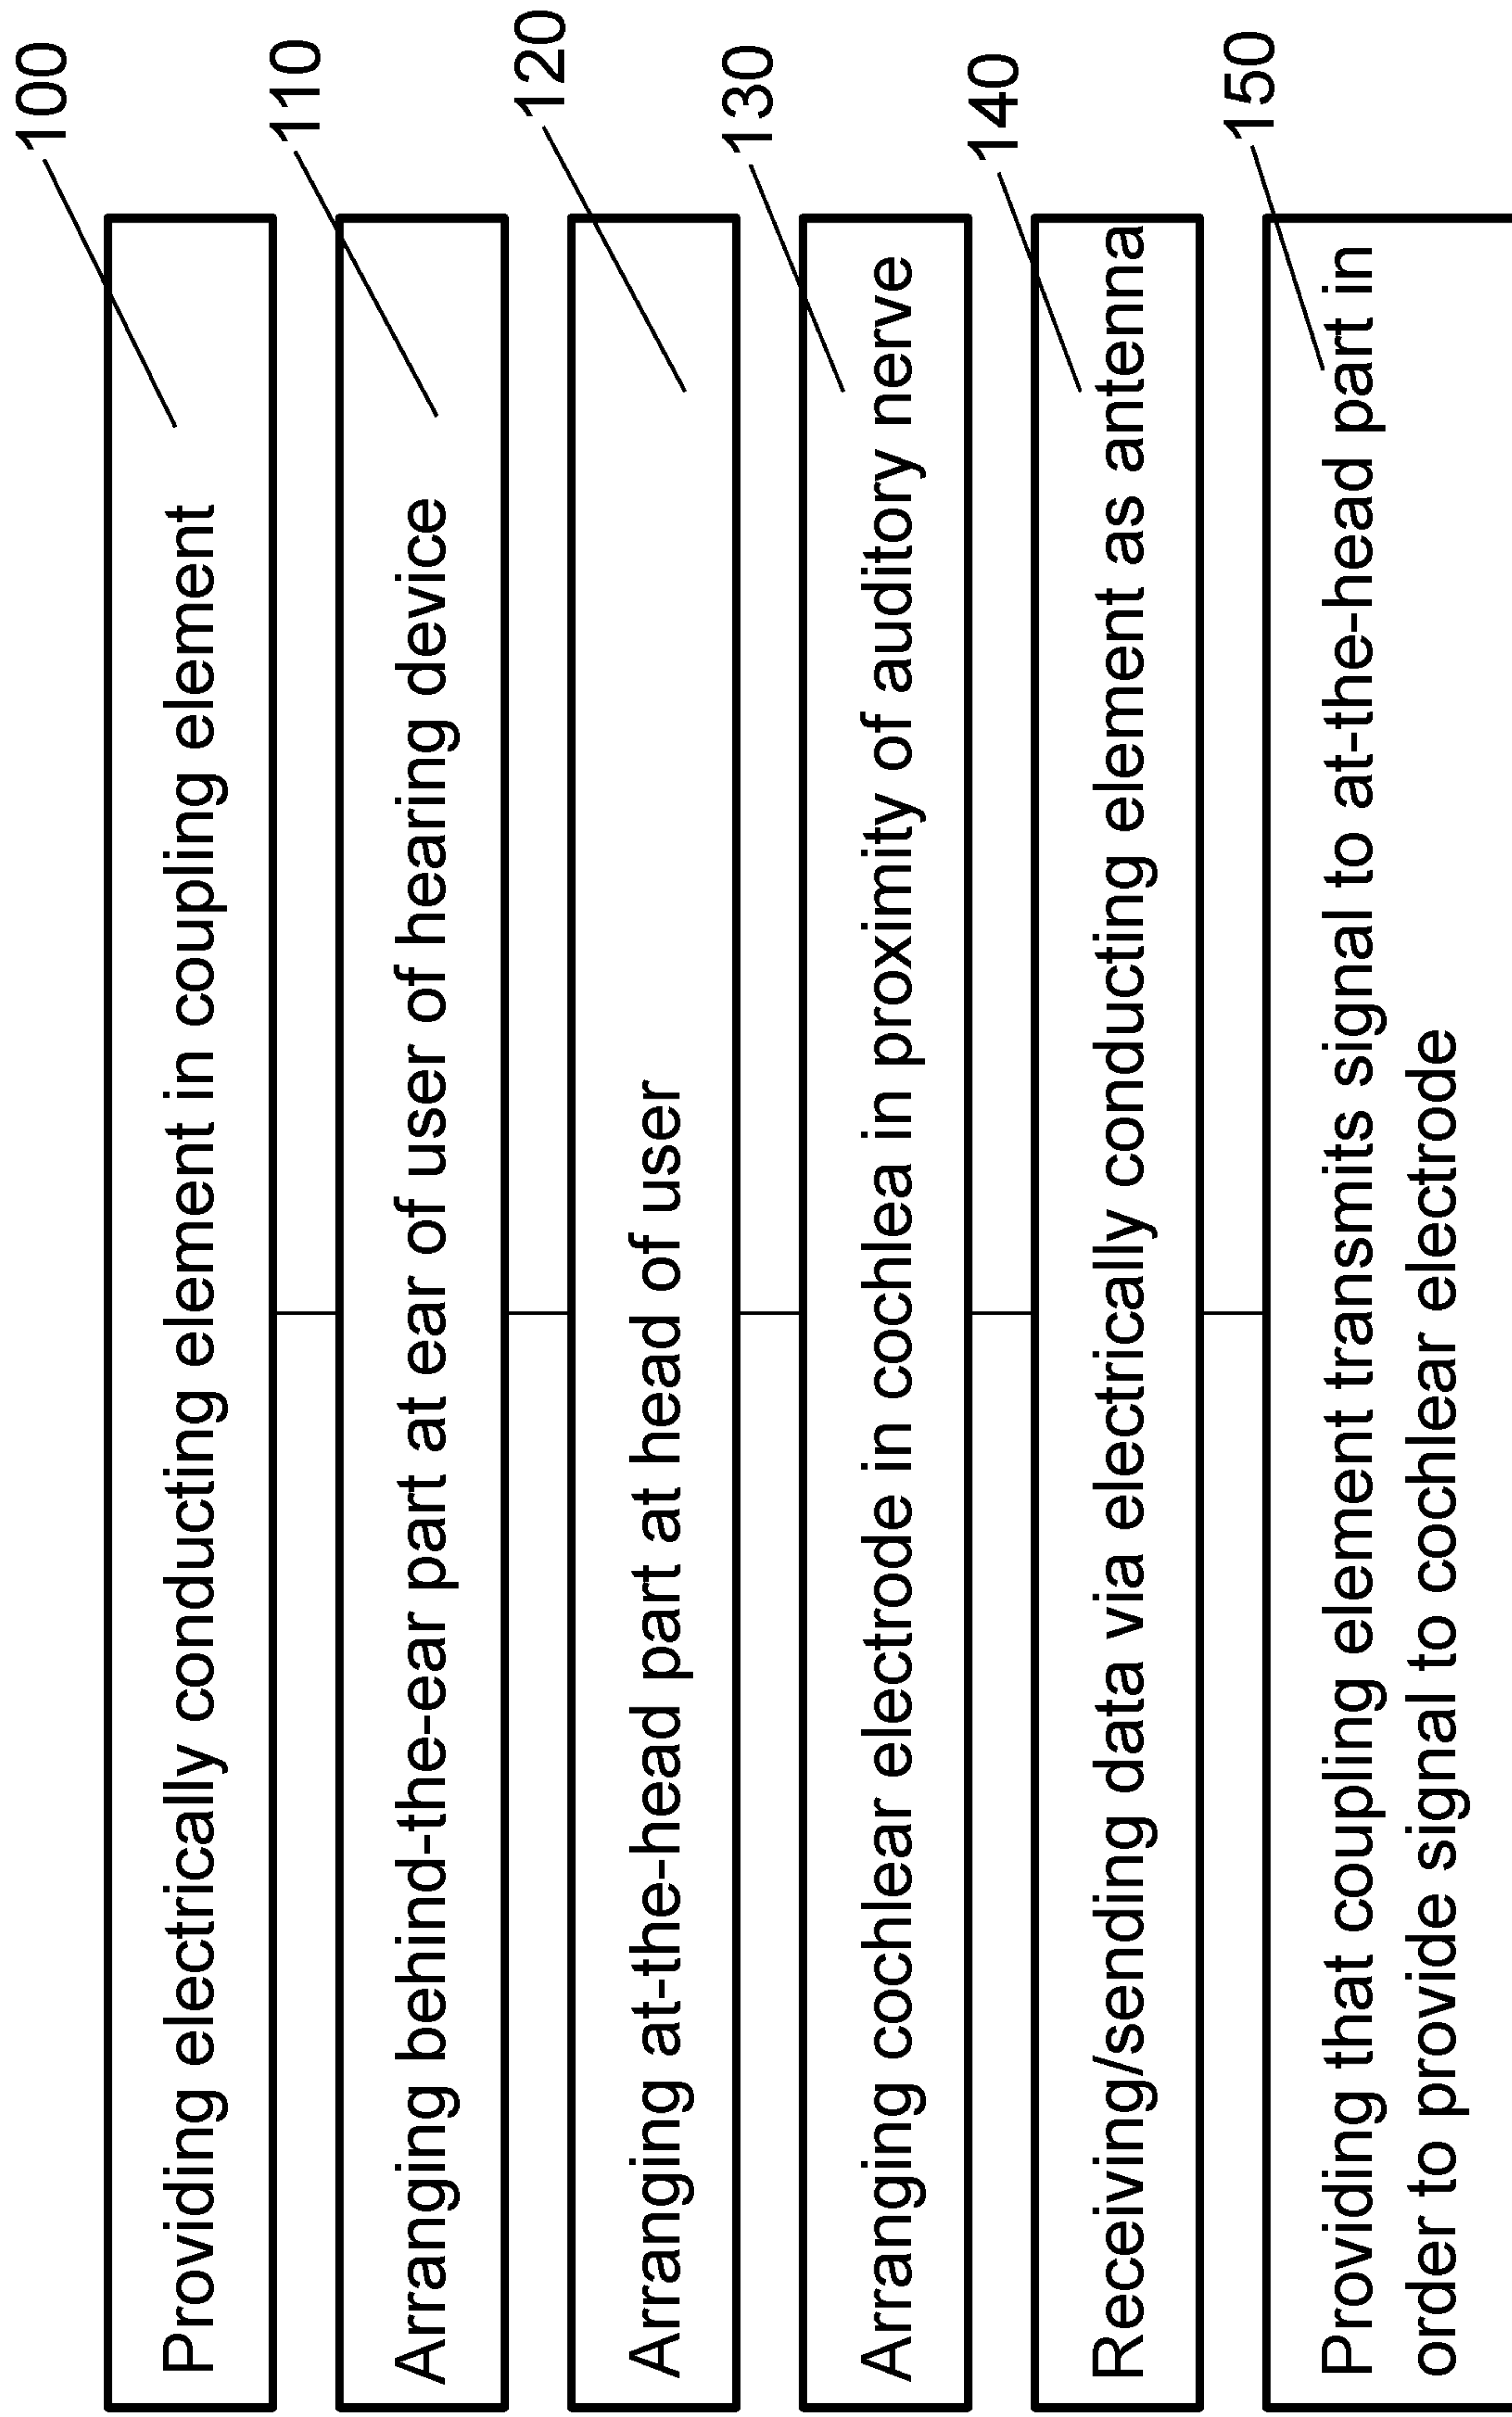 100
Providing electrically conducting element in coupling element
110
Arranging behind-the-ear part at ear of user of hearing device
120
Arranging at-the-head part at head of user
130
Arranging cochlear electrode in cochlea in proximity of auditory nerve
140
Receiving/sending data via electrically conducting element as antenna
150
Providing that coupling element transmits signal to at-the-head part in
order to provide signal to cochlear electrode